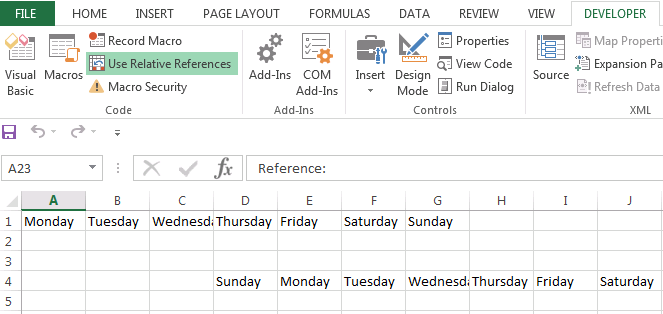 FILE HOME INSERT PAGE LAYOUT FORMULAS DATA REVIEW VIEW DEVELOPER
Visual Basic
Macros
Record Macro
Use Relative References
Macro Security
Code
Add-Ins
COM Add-Ins
Add-Ins
Insert
Design Mode
Properties
View Code
Run Dialog
Controls
Source
Map Properti
Expansion Pa
Refresh Data
XML
A23 fx Reference:
A B C D E F G H I J
1 Monday Tuesday Wednesda Thursday Friday Saturday Sunday
2
3
4 Sunday Monday Tuesday Wednesda Thursday Friday Saturday
5